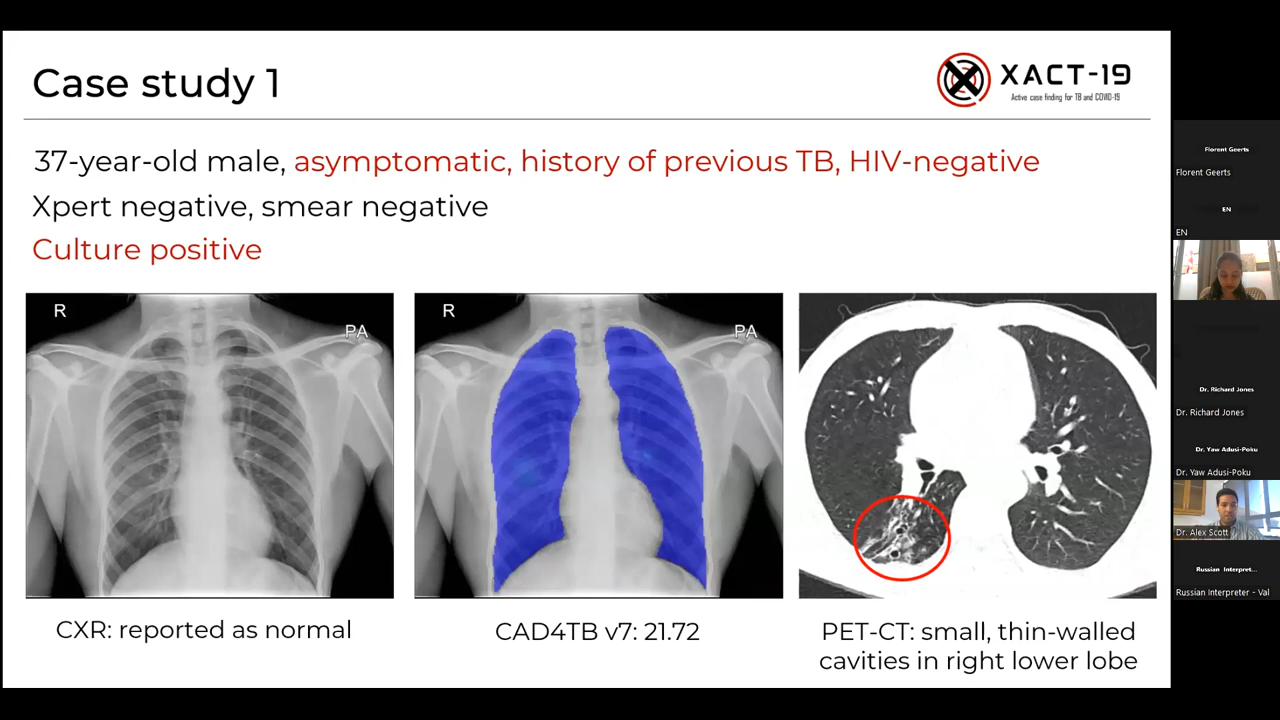 Case study 1
XACT-19
Active case finding for TB and COVID-19
37-year-old male, asymptomatic, history of previous TB, HIV-negative
Xpert negative, smear negative
Culture positive
R
PA
R
PA
CXR: reported as normal
CAD4TB v7: 21.72
PET-CT: small, thin-walled
cavities in right lower lobe
Florent Geerts
Florent Geerts
EN
EN
Dr. Richard Jones
Dr. Richard Jones
Dr. Yaw Adusi-Poku
Dr. Yaw Adusi-Poku
Dr. Alex Scott
Russian Interpret...
Russian Interpreter - Val